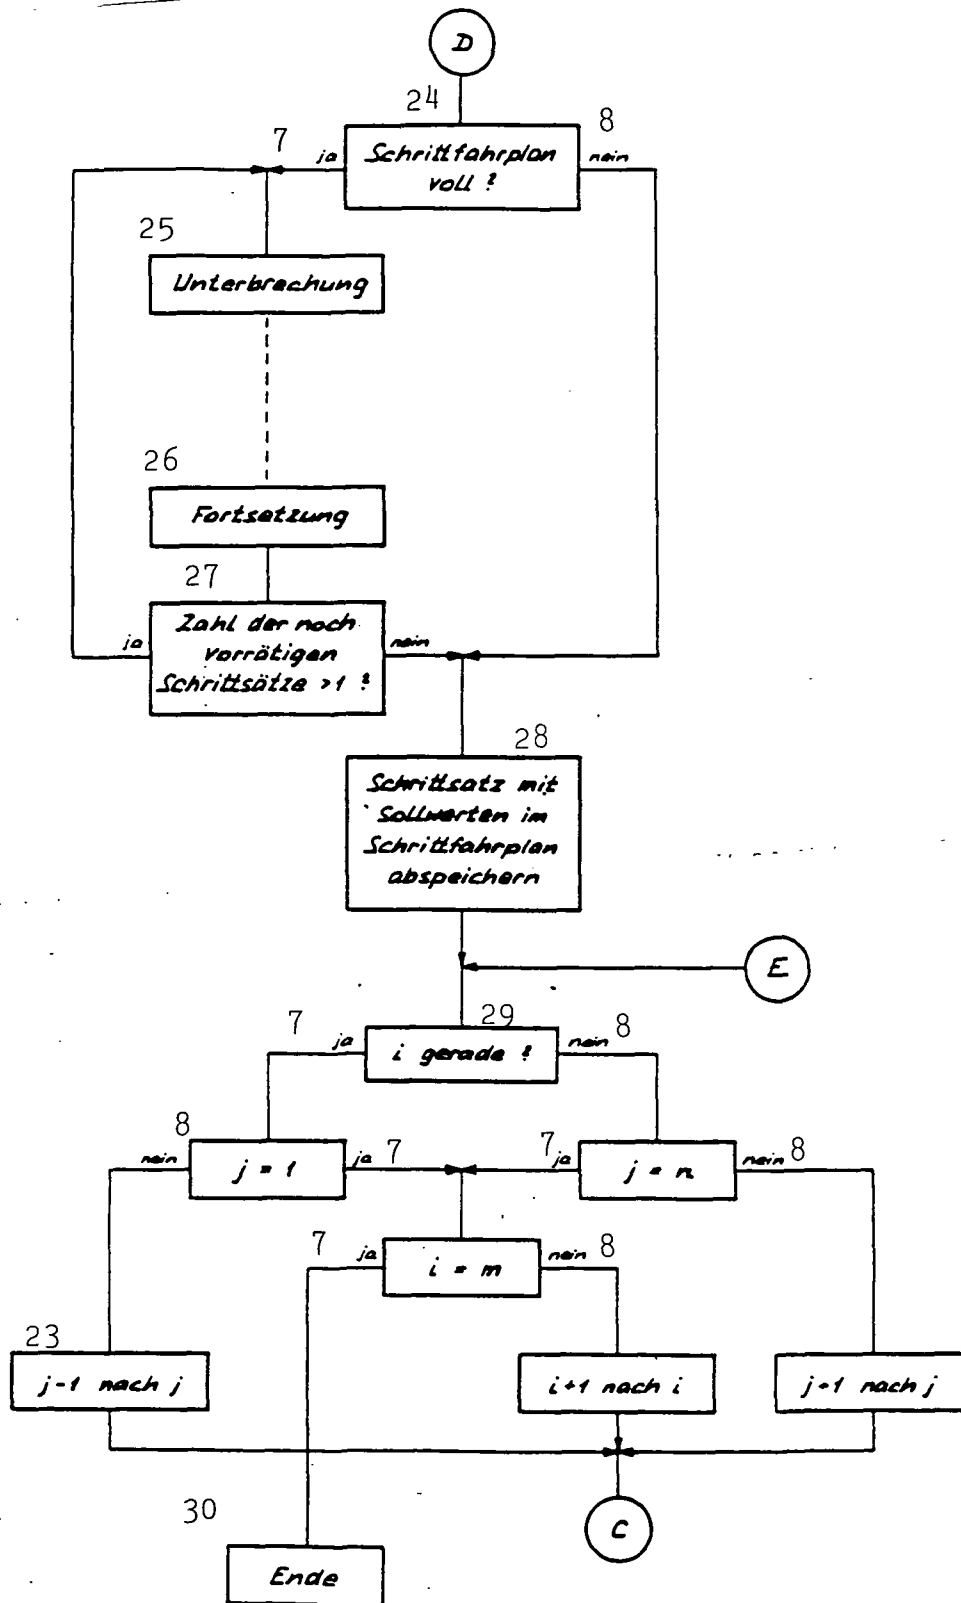 D
24
8
7
ja
Schrittfahrplan
voll ?
nein
25
Unterbrechung
26
Fortsetzung
27
ja
Zahl der noch
vorrätigen
Schrittsätze >1 ?
nein
28
Schrittsatz mit
Sollwerten im
Schrittfahrplan
abspeichern
E
29
7
ja
i gerade ?
nein
8
8
nein
j = 1
ja
7
7
ja
j = n
nein
8
7
ja
i = m
nein
8
23
j-1 nach j
i+1 nach i
j+1 nach j
30
C
Ende